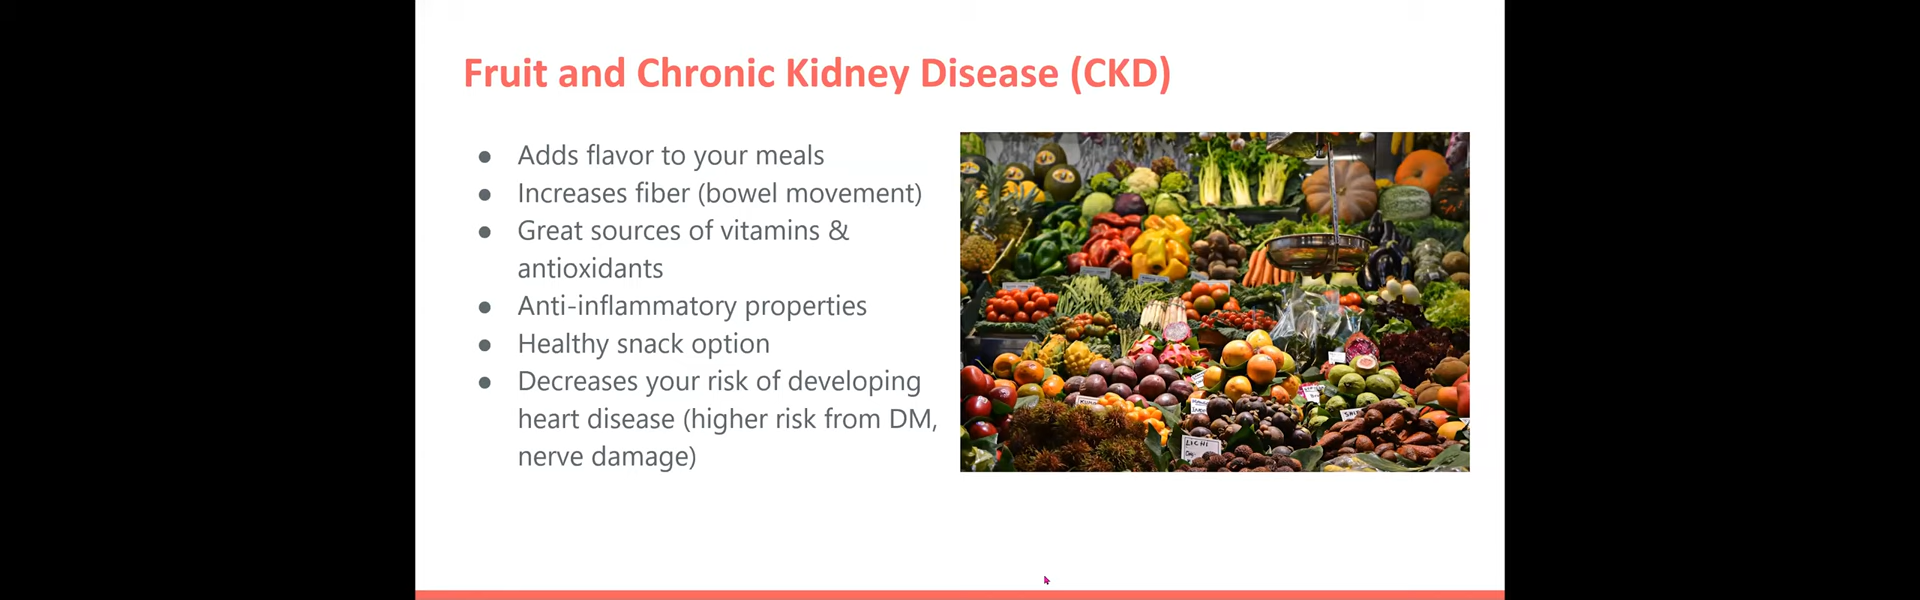 Fruit and Chronic Kidney Disease (CKD)
● Adds flavor to your meals
● Increases fiber (bowel movement)
● Great sources of vitamins &
antioxidants
● Anti-inflammatory properties
● Healthy snack option
● Decreases your risk of developing
heart disease (higher risk from DM,
nerve damage)
LICHI